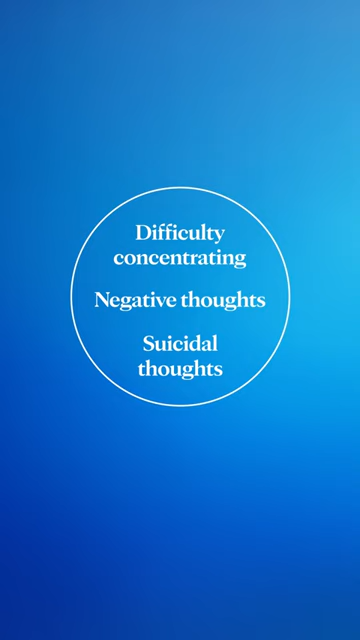 Difficulty
concentrating
Negative thoughts
Suicidal
thoughts